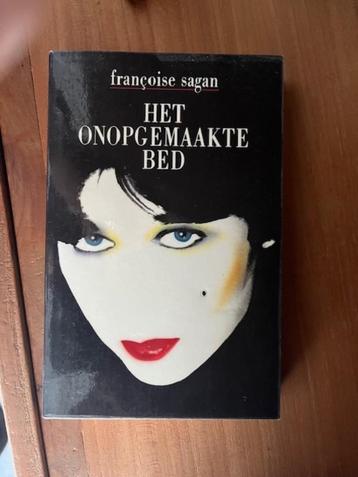 françoise sagan
HET
ONOPGEMAAKTE
BED